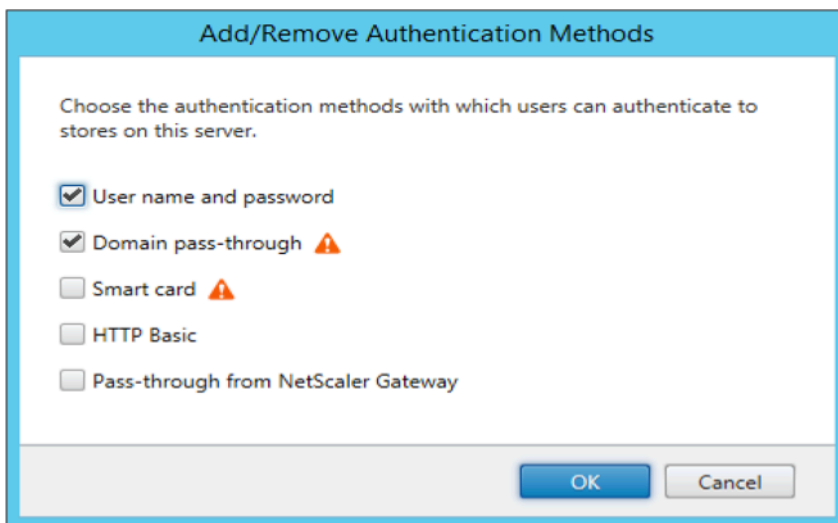 Add/Remove Authentication Methods
Choose the authentication methods with which users can authenticate to
stores on this server.
User name and password
Domain pass-through
Smart card
HTTP Basic
Pass-through from NetScaler Gateway
OK Cancel